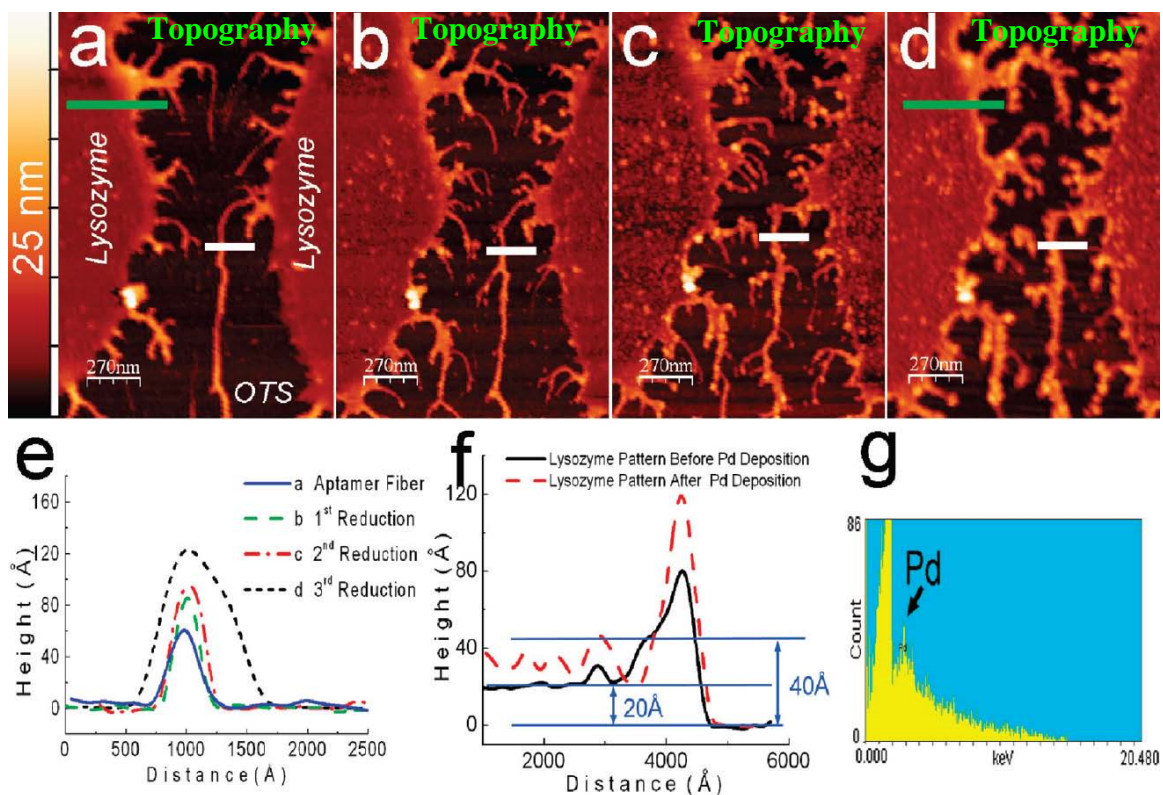 a Topography
b Topography
c Topography
d Topography
25 nm
Lysozyme
Lysozyme
OTS
270nm
270nm
270nm
270nm
e
a Aptamer Fiber
b 1st Reduction
c 2nd Reduction
d 3rd Reduction
160
120
80
40
0
Height (Å)
0 500 1000 1500 2000 2500
Distance (Å)
f
Lysozyme Pattern Before Pd Deposition
Lysozyme Pattern After Pd Deposition
120
80
40
0
Height (Å)
20Å
40Å
2000 4000 6000
Distance (Å)
g
86
Pd
Count
0
0.000 keV 20.480